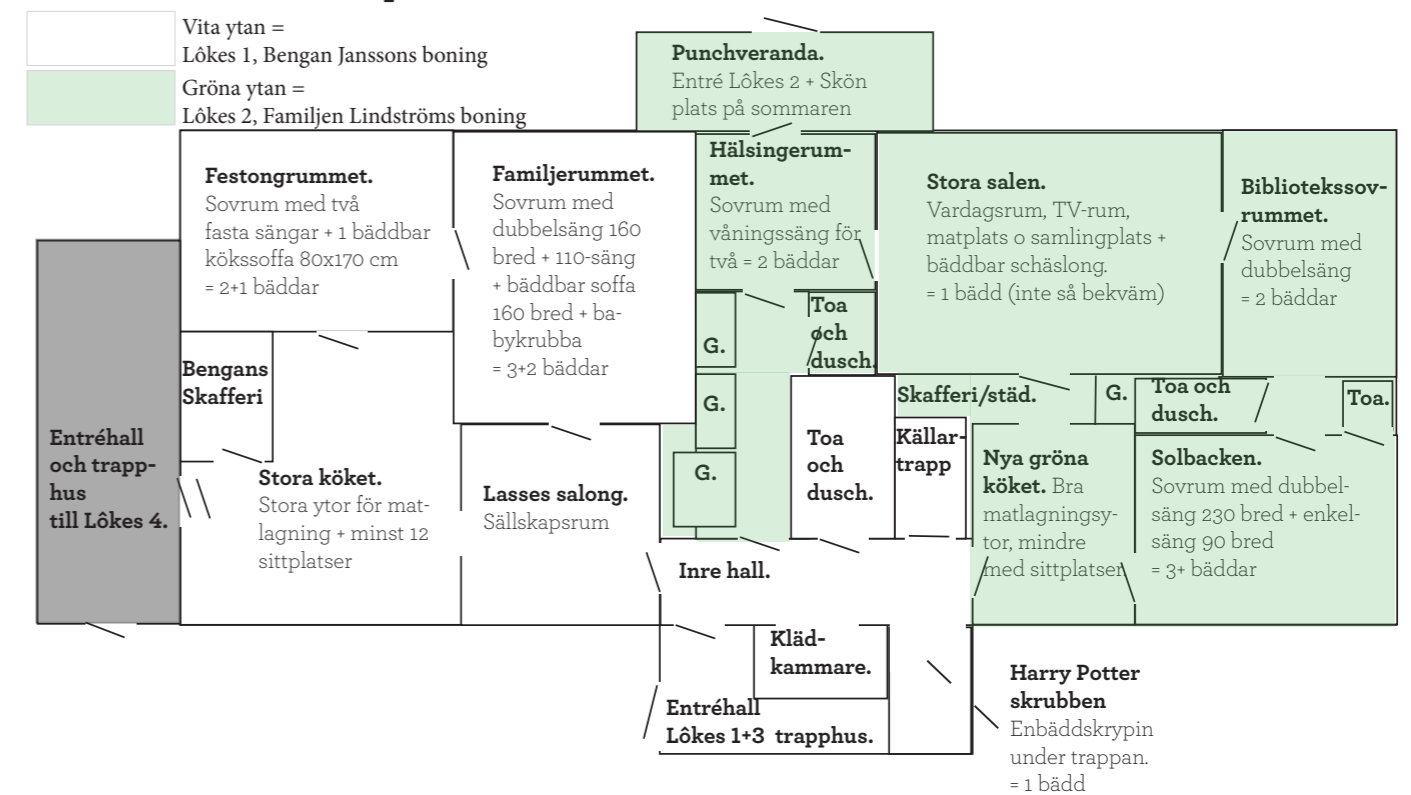 Vita ytan =
Lôkes 1, Bengan Janssons boning
Gröna ytan =
Lôkes 2, Familjen Lindströms boning
Punchveranda.
Entré Lôkes 2 + Skön
plats på sommaren
Festongrummet.
Sovrum med två
fasta sängar + 1 bäddbar
kökssoffa 80x170 cm
= 2+1 bäddar
Familjerummet.
Sovrum med
dubbelsäng 160
bred + 110-säng
+ bäddbar soffa
160 bred + ba-
bykrubba
= 3+2 bäddar
Hälsingerum-
met.
Sovrum med
våningssäng för
två = 2 bäddar
Stora salen.
Vardagsrum, TV-rum,
matplats o samlingplats +
bäddbar schäslong.
= 1 bädd (inte så bekväm)
Bibliotekssov-
rummet.
Sovrum med
dubbelsäng
= 2 bäddar
Toa
och
dusch.
G.
G.
G.
Bengans
Skafferi
Skafferi/städ.
G.
Toa och
dusch.
Toa.
Entréhall
och trapp-
hus
till Lôkes 4.
Stora köket.
Stora ytor för mat-
lagning + minst 12
sittplatser
Lasses salong.
Sällskapsrum
Toa
och
dusch.
Källar-
trapp
Nya gröna
köket. Bra
matlagningsy-
tor, mindre
med sittplatser
Solbacken.
Sovrum med dubbel-
säng 230 bred + enkel-
säng 90 bred
= 3+ bäddar
Inre hall.
Kläd-
kammare.
Entréhall
Lôkes 1+3 trapphus.
Harry Potter
skrubben
Enbäddskrypin
under trappan.
= 1 bädd